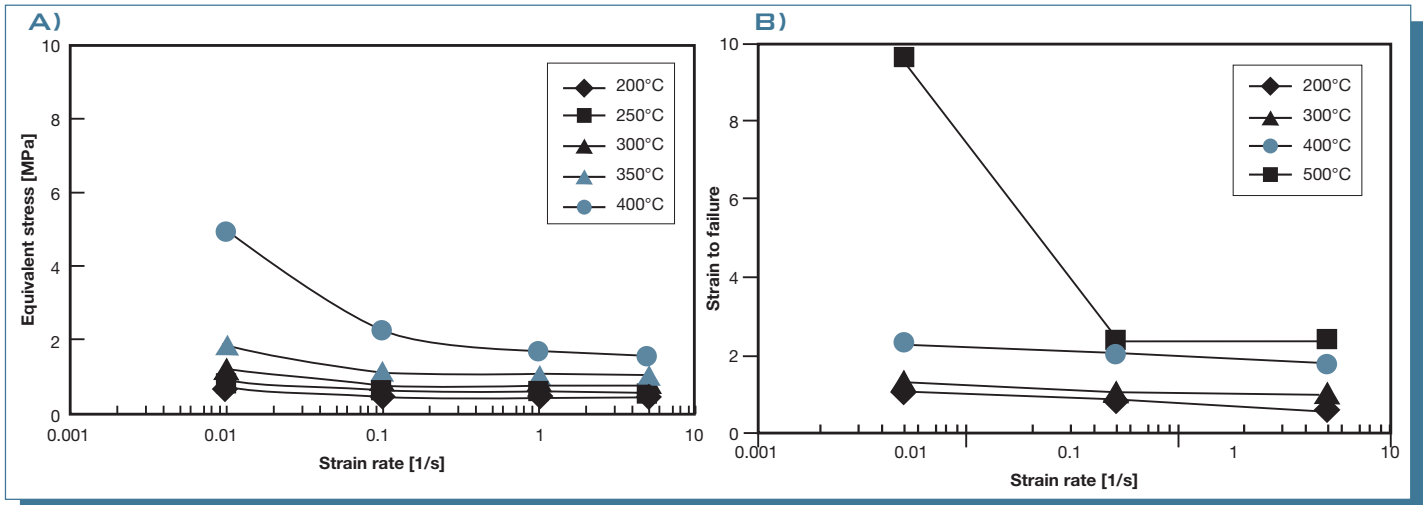 A)
10
8
6
4
2
0
Equivalent stress [MPa]
200°C
250°C
300°C
350°C
400°C
0.001 0.01 0.1 1 10
Strain rate [1/s]
B)
10
8
6
4
2
0
Strain to failure
200°C
300°C
400°C
500°C
0.001 0.01 0.1 1 10
Strain rate [1/s]